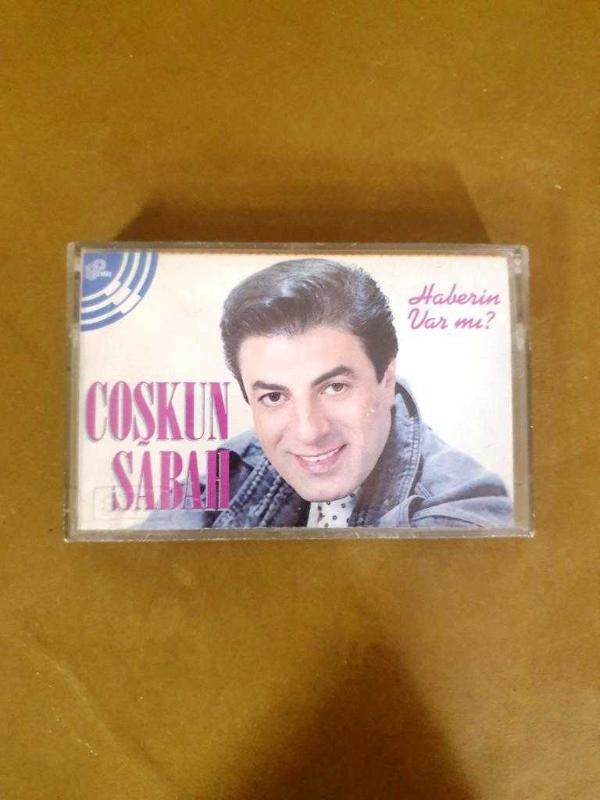 Haberin
Var mı?
COŞKUN
SABAH